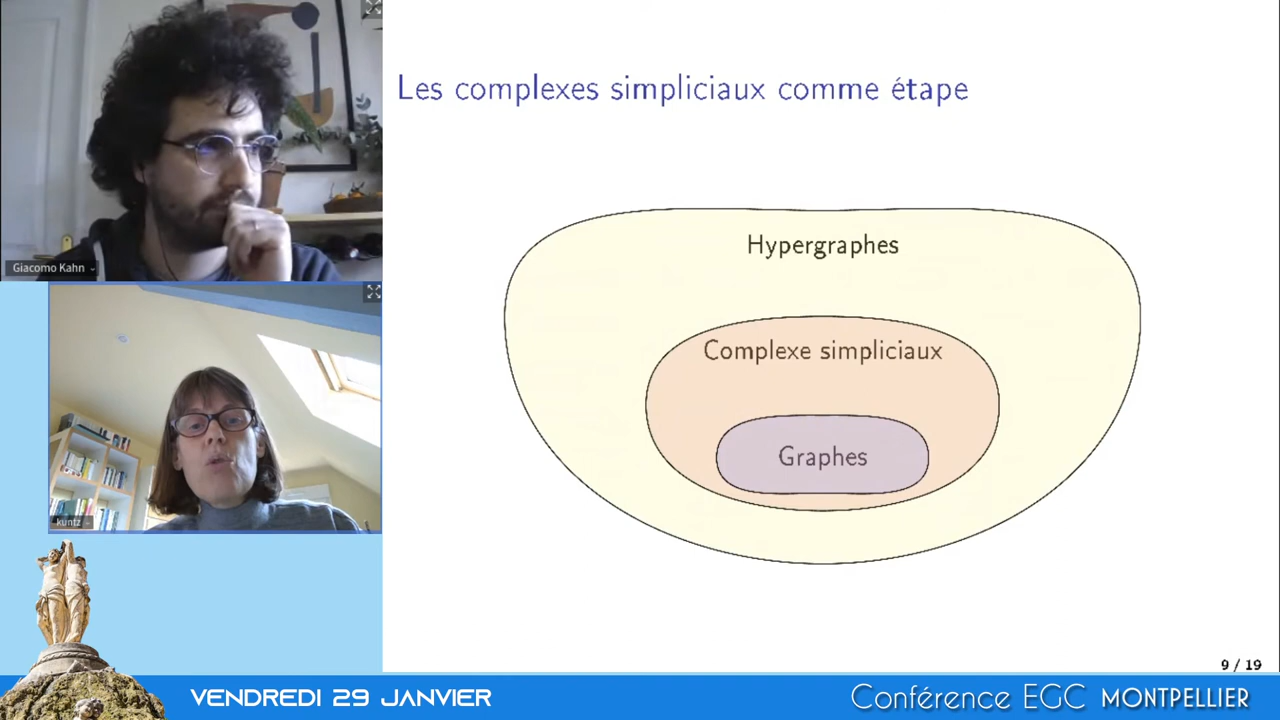 Giacomo Kahn
kuntz
Les complexes simpliciaux comme étape
Hypergraphes
Complexe simpliciaux
Graphes
9 / 19
VENDREDI 29 JANVIER
Conférence EGC MONTPELLIER